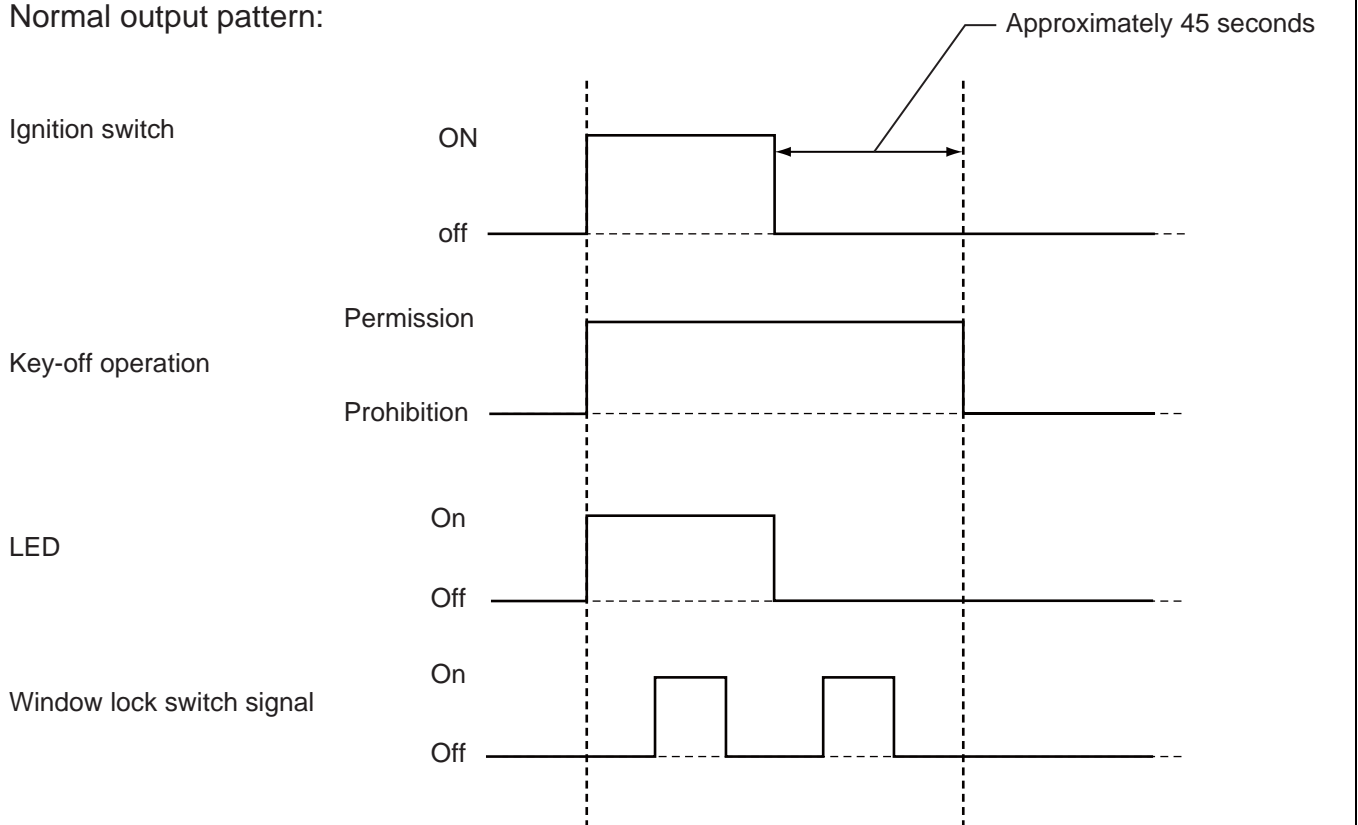 Normal output pattern:
Approximately 45 seconds
Ignition switch
ON
off
Permission
Key-off operation
Prohibition
On
LED
Off
On
Window lock switch signal
Off